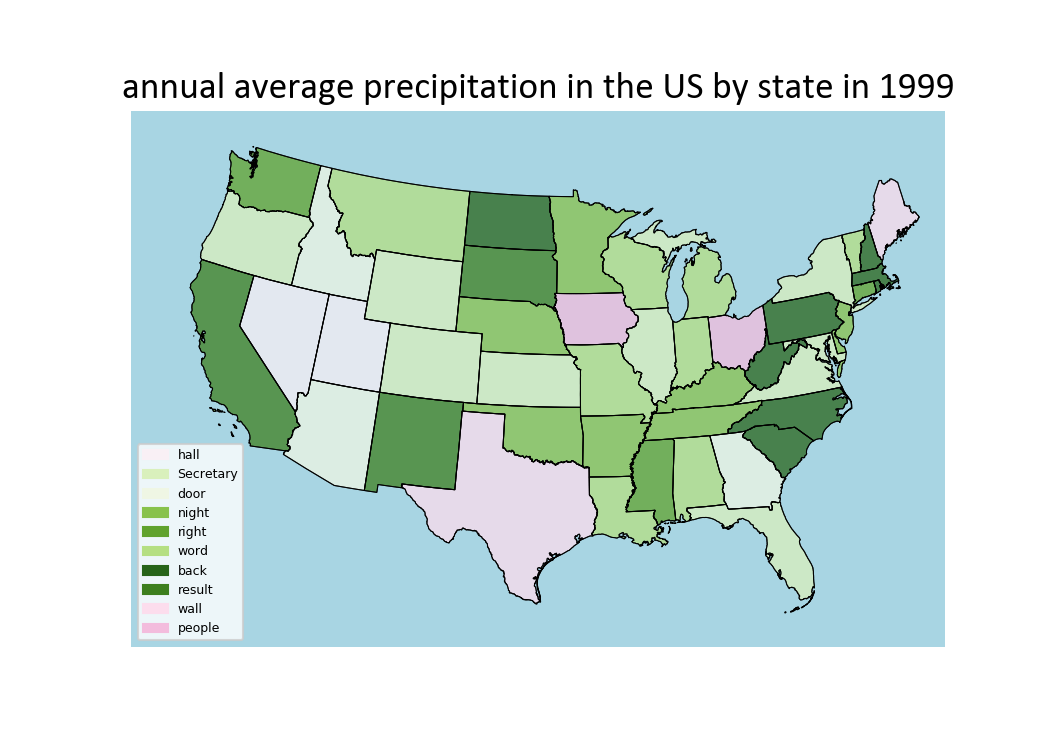 annual average precipitation in the US by state in 1999
hall
Secretary
door
night
right
word
back
result
wall
people